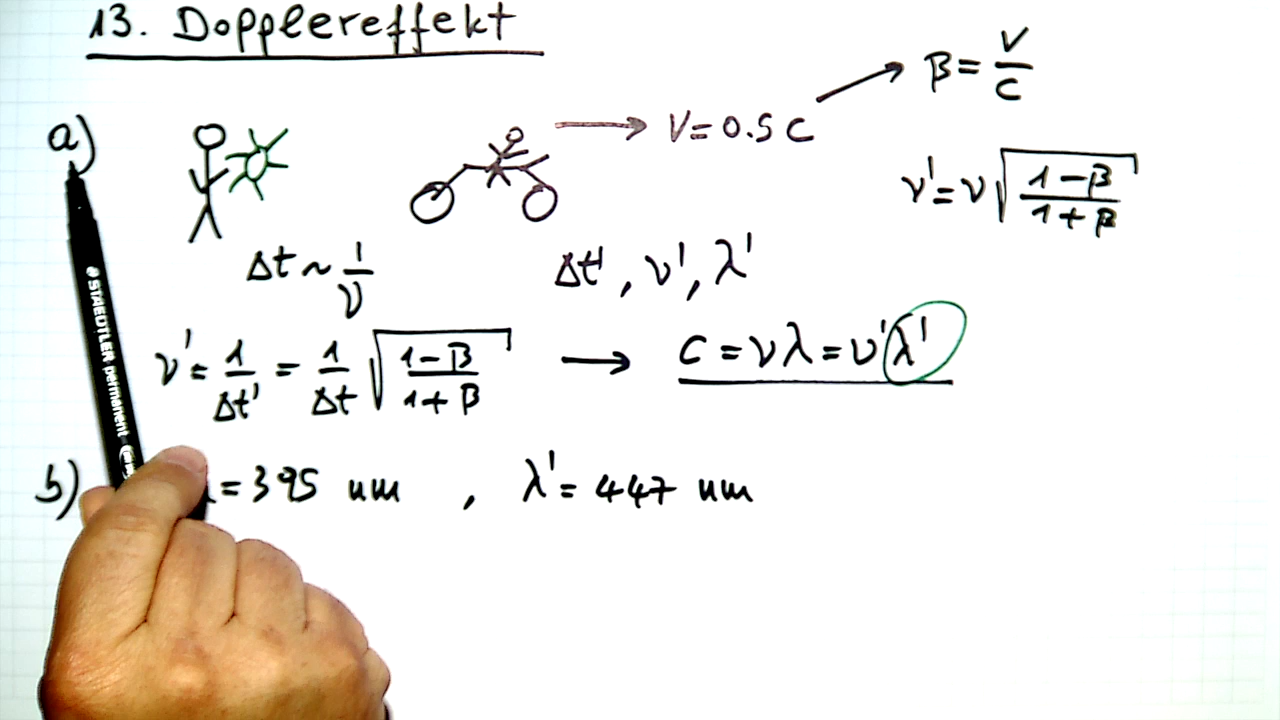 13. Dopplereffekt
β = v/c
a)
V = 0.5 c
ν' = ν √((1-β)/(1+β))
Δt ~ 1/ν
Δt', ν', λ'
ν' = 1/Δt' = 1/Δt √((1-β)/(1+β)) → c = νλ = ν'λ'
b) = 395 nm , λ' = 447 nm
STAEDTLER permanent